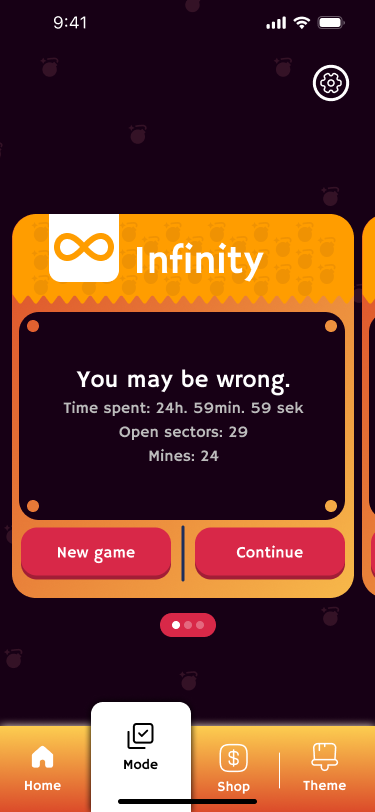 9:41
Infinity
You may be wrong.
Time spent: 24h. 59min. 59 sek
Open sectors: 29
Mines: 24
New game
Continue
Home
Mode
Shop
Theme